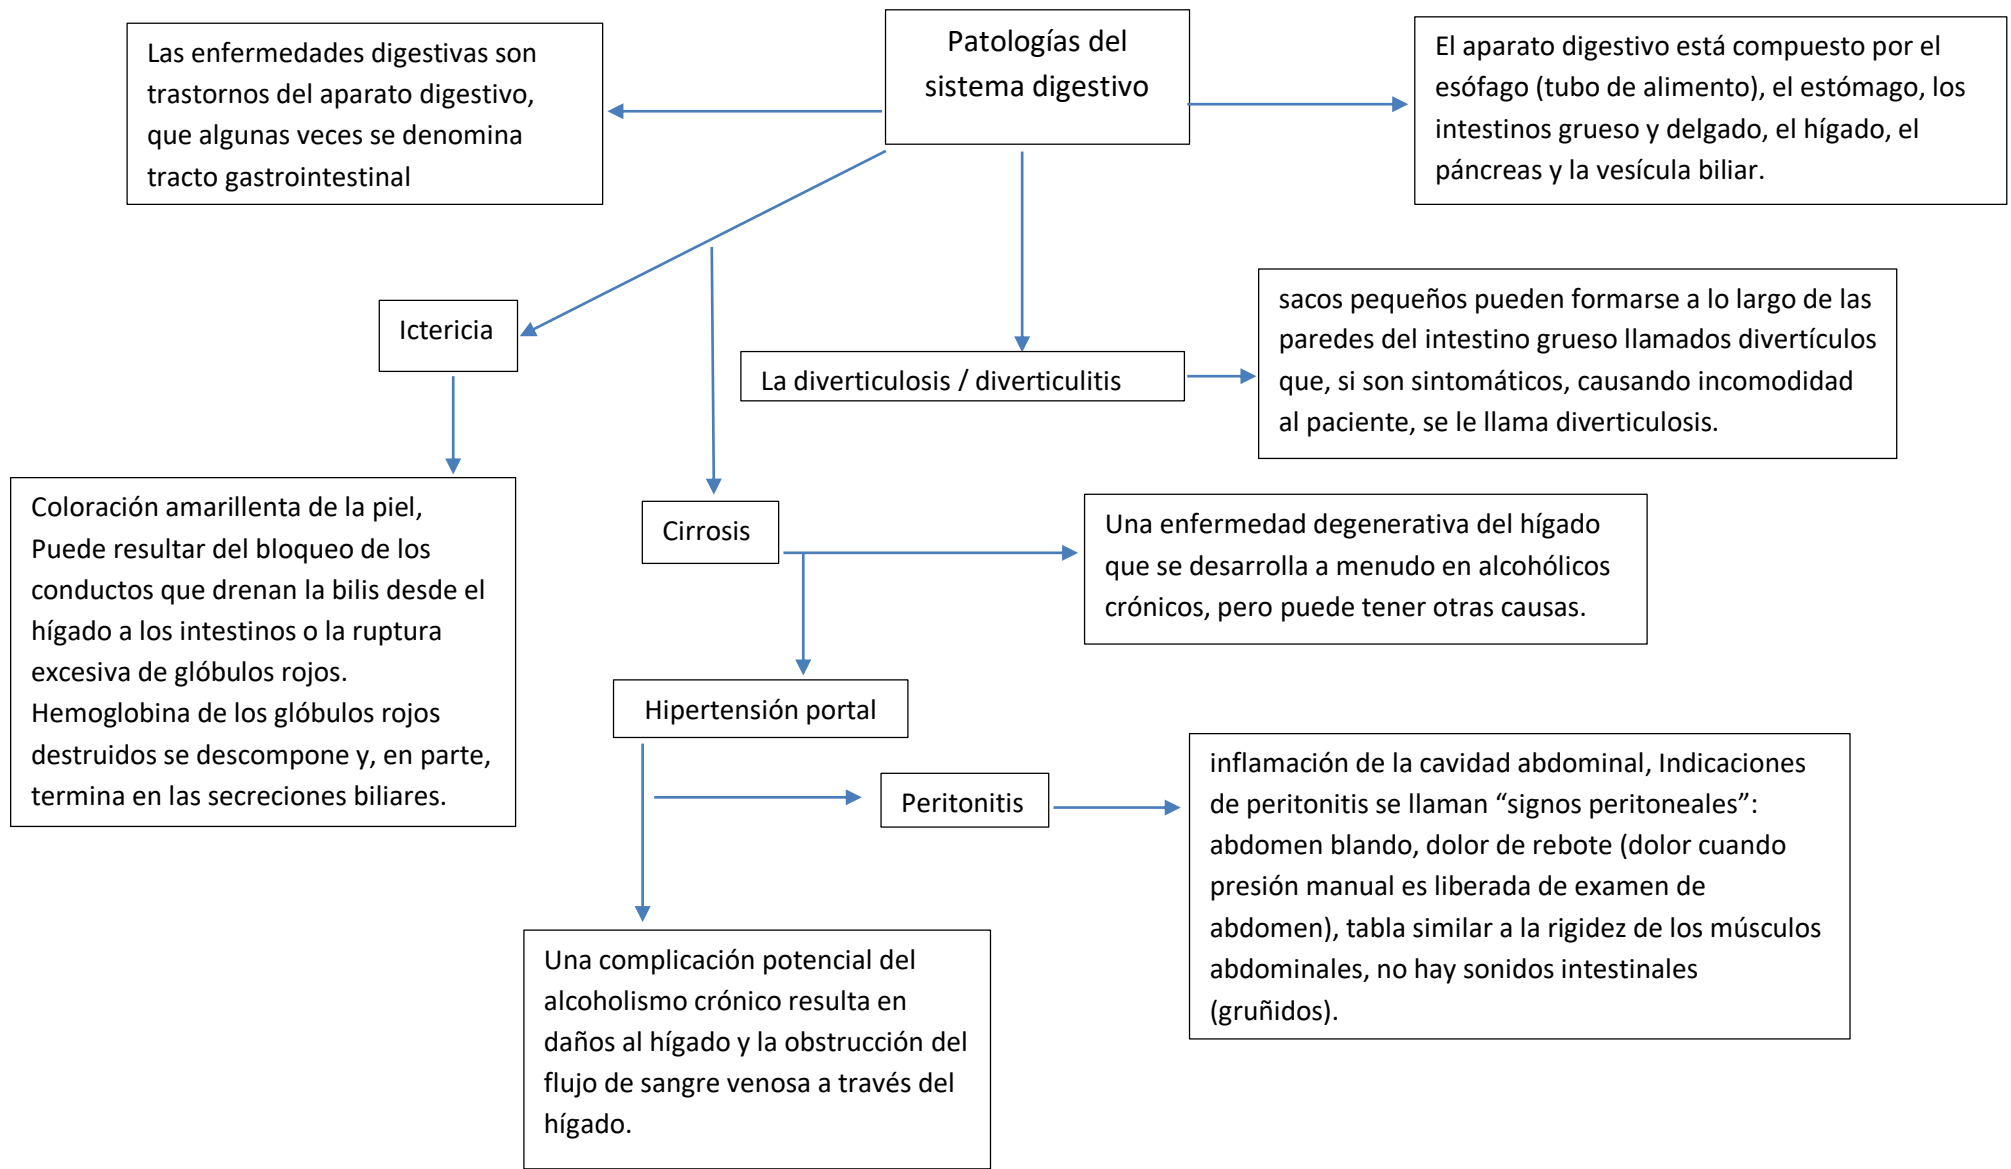 Patologías del
sistema digestivo
Las enfermedades digestivas son
trastornos del aparato digestivo,
que algunas veces se denomina
tracto gastrointestinal
El aparato digestivo está compuesto por el
esófago (tubo de alimento), el estómago, los
intestinos grueso y delgado, el hígado, el
páncreas y la vesícula biliar.
Ictericia
La diverticulosis / diverticulitis
sacos pequeños pueden formarse a lo largo de las
paredes del intestino grueso llamados divertículos
que, si son sintomáticos, causando incomodidad
al paciente, se le llama diverticulosis.
Coloración amarillenta de la piel,
Puede resultar del bloqueo de los
conductos que drenan la bilis desde el
hígado a los intestinos o la ruptura
excesiva de glóbulos rojos.
Hemoglobina de los glóbulos rojos
destruidos se descompone y, en parte,
termina en las secreciones biliares.
Cirrosis
Una enfermedad degenerativa del hígado
que se desarrolla a menudo en alcohólicos
crónicos, pero puede tener otras causas.
Hipertensión portal
Peritonitis
inflamación de la cavidad abdominal, Indicaciones
de peritonitis se llaman “signos peritoneales”:
abdomen blando, dolor de rebote (dolor cuando
presión manual es liberada de examen de
abdomen), tabla similar a la rigidez de los músculos
abdominales, no hay sonidos intestinales
(gruñidos).
Una complicación potencial del
alcoholismo crónico resulta en
daños al hígado y la obstrucción del
flujo de sangre venosa a través del
hígado.